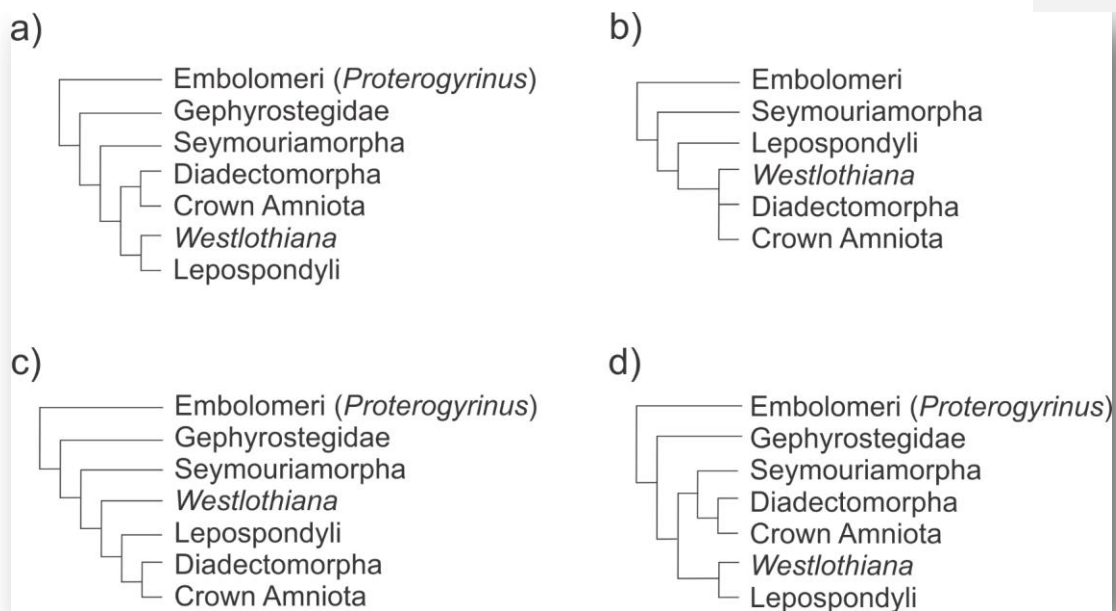 a)
Embolomeri (Proterogyrinus)
Gephyrostegidae
Seymouriamorpha
Diadectomorpha
Crown Amniota
Westlothiana
Lepospondyli
b)
Embolomeri
Seymouriamorpha
Lepospondyli
Westlothiana
Diadectomorpha
Crown Amniota
c)
Embolomeri (Proterogyrinus)
Gephyrostegidae
Seymouriamorpha
Westlothiana
Lepospondyli
Diadectomorpha
Crown Amniota
d)
Embolomeri (Proterogyrinus)
Gephyrostegidae
Seymouriamorpha
Diadectomorpha
Crown Amniota
Westlothiana
Lepospondyli